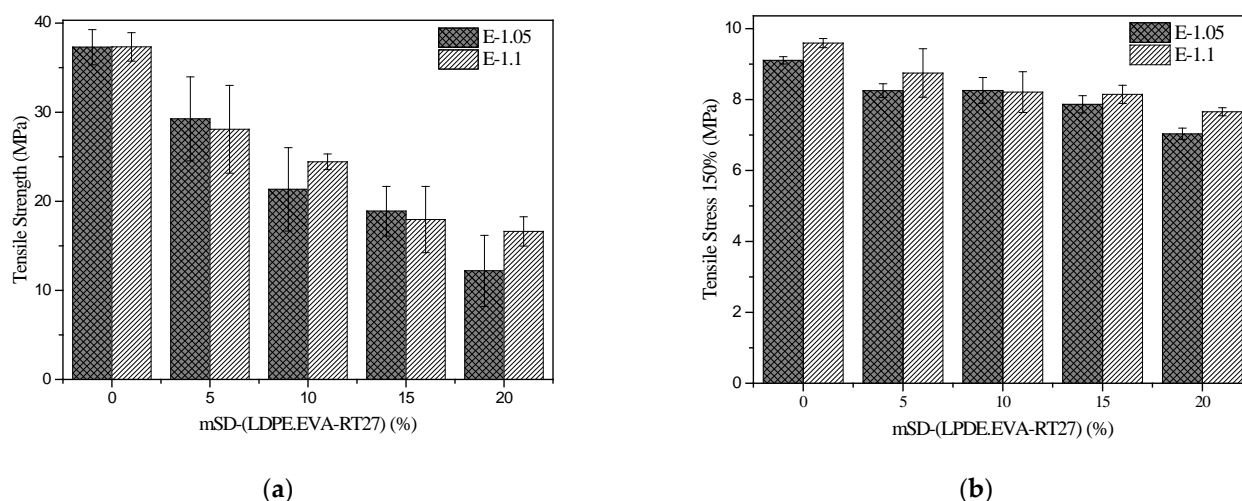 40
30
20
10
0
Tensile Strength (MPa)
E-1.05
E-1.1
0 5 10 15 20
mSD-(LDPE.EVA-RT27) (%)
(a)
10
8
6
4
2
0
Tensile Stress 150% (MPa)
E-1.05
E-1.1
0 5 10 15 20
mSD-(LPDE.EVA-RT27) (%)
(b)